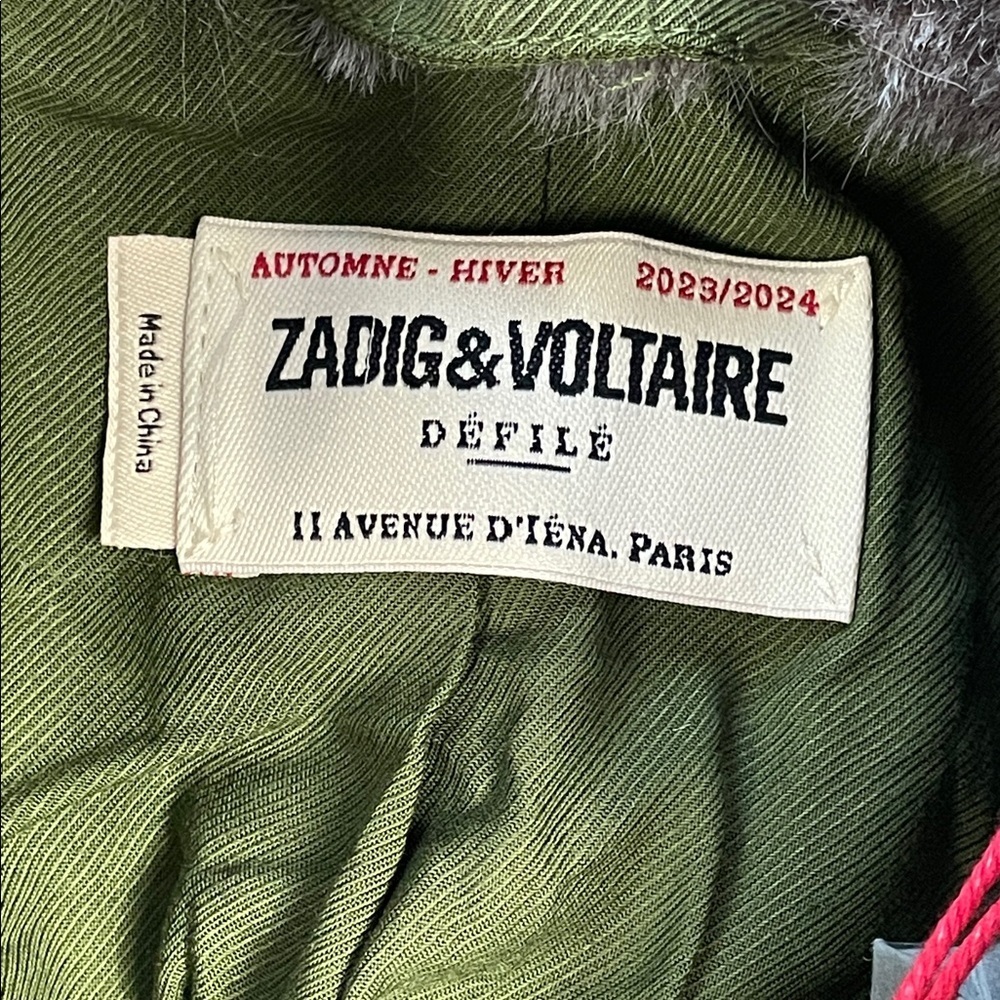 AUTOMNE - HIVER 2023/2024
ZADIG&VOLTAIRE
DÉFILÉ
11 AVENUE D'IÉNA. PARIS
Made in China